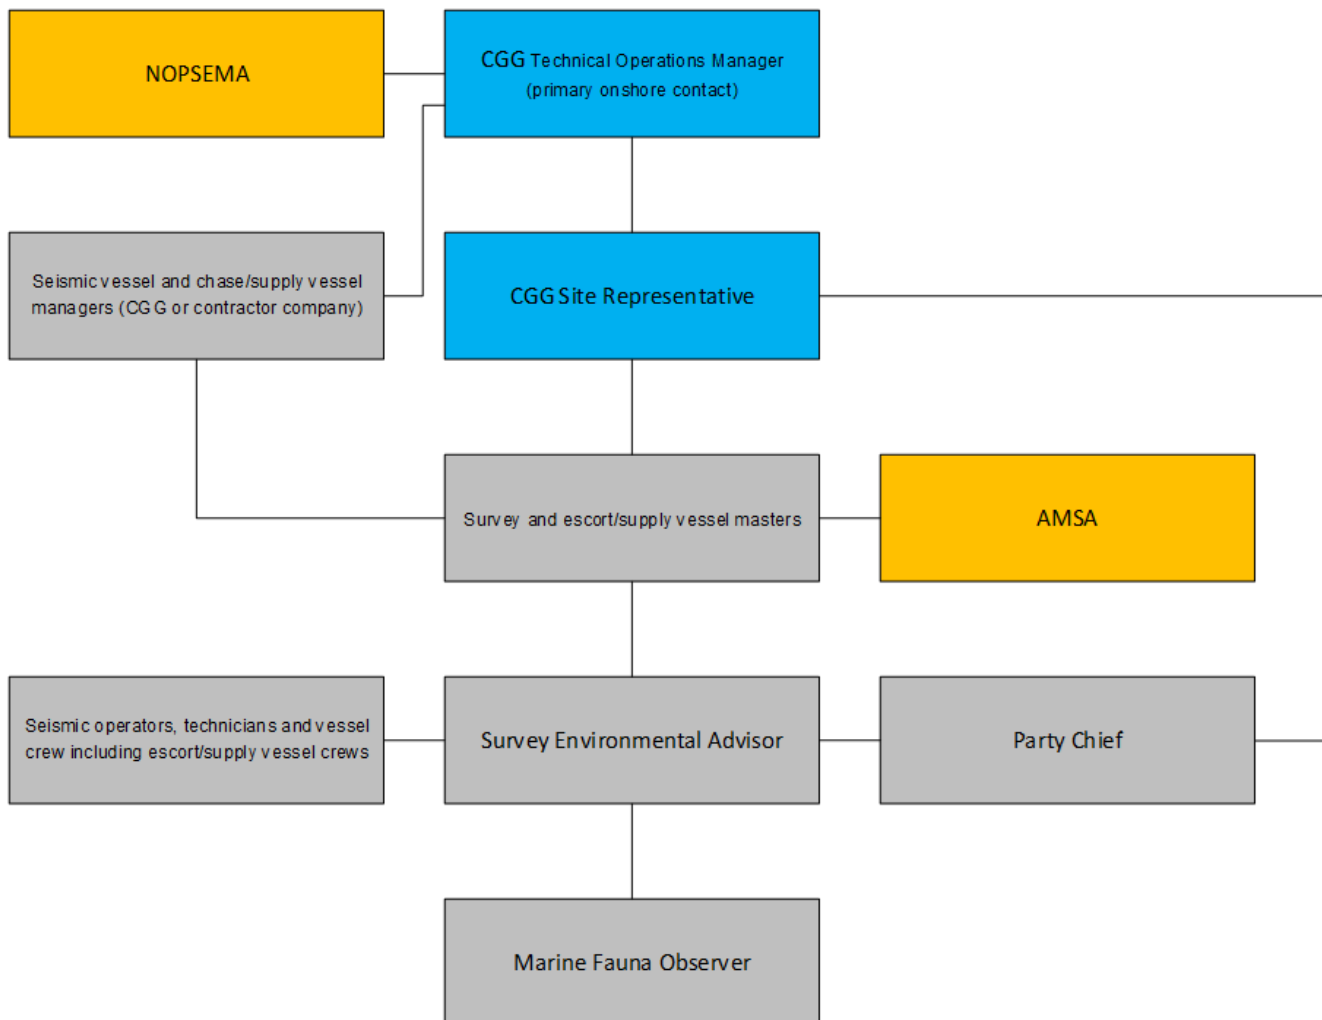 NOPSEMA
CGG Technical Operations Manager
(primary onshore contact)
Seismic vessel and chase/supply vessel
managers (CGG or contractor company)
CGG Site Representative
Survey and escort/supply vessel masters
AMSA
Seismic operators, technicians and vessel
crew including escort/supply vessel crews
Survey Environmental Advisor
Party Chief
Marine Fauna Observer